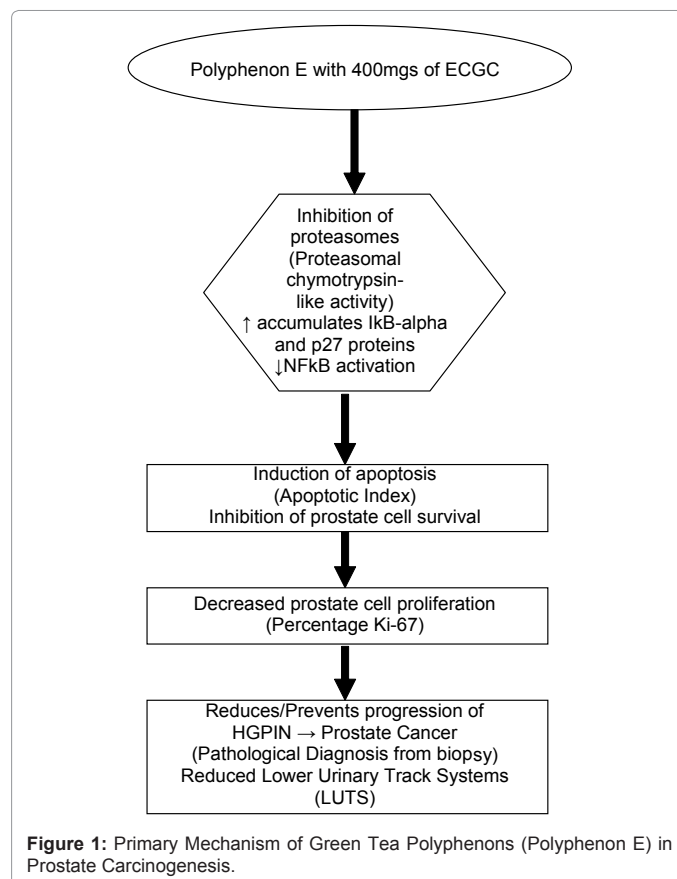 Polyphenon E with 400mgs of ECGC
Inhibition of
proteasomes
(Proteasomal
chymotrypsin-
like activity)
↑ accumulates IkB-alpha
and p27 proteins
↓NFkB activation
Induction of apoptosis
(Apoptotic Index)
Inhibition of prostate cell survival
Decreased prostate cell proliferation
(Percentage Ki-67)
Reduces/Prevents progression of
HGPIN → Prostate Cancer
(Pathological Diagnosis from biopsy)
Reduced Lower Urinary Track Systems
(LUTS)
Figure 1: Primary Mechanism of Green Tea Polyphenons (Polyphenon E) in
Prostate Carcinogenesis.